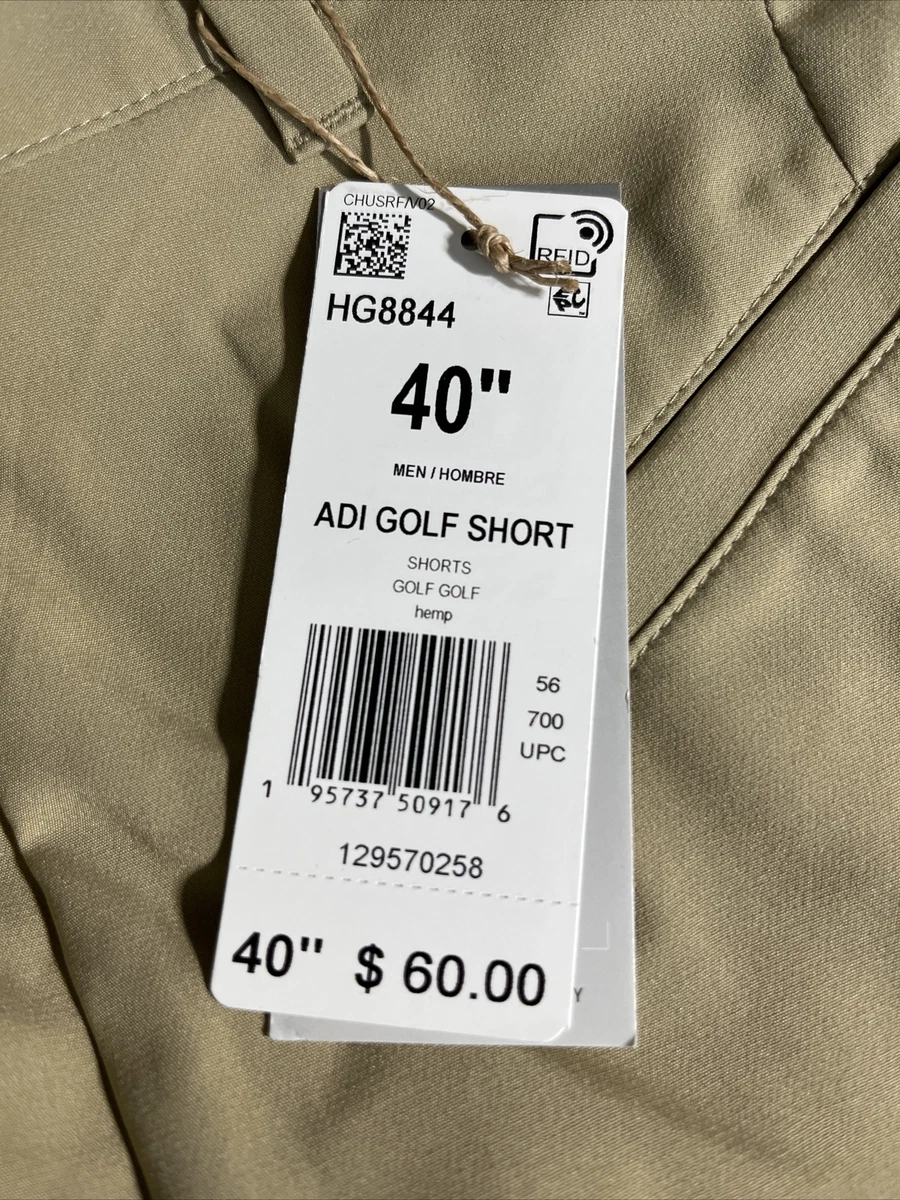 CHUSRF/V02
RFID
HG8844
40"
MEN / HOMBRE
ADI GOLF SHORT
SHORTS
GOLF GOLF
hemp
56
700
UPC
1 95737 50917 6
129570258
40" $ 60.00
Y